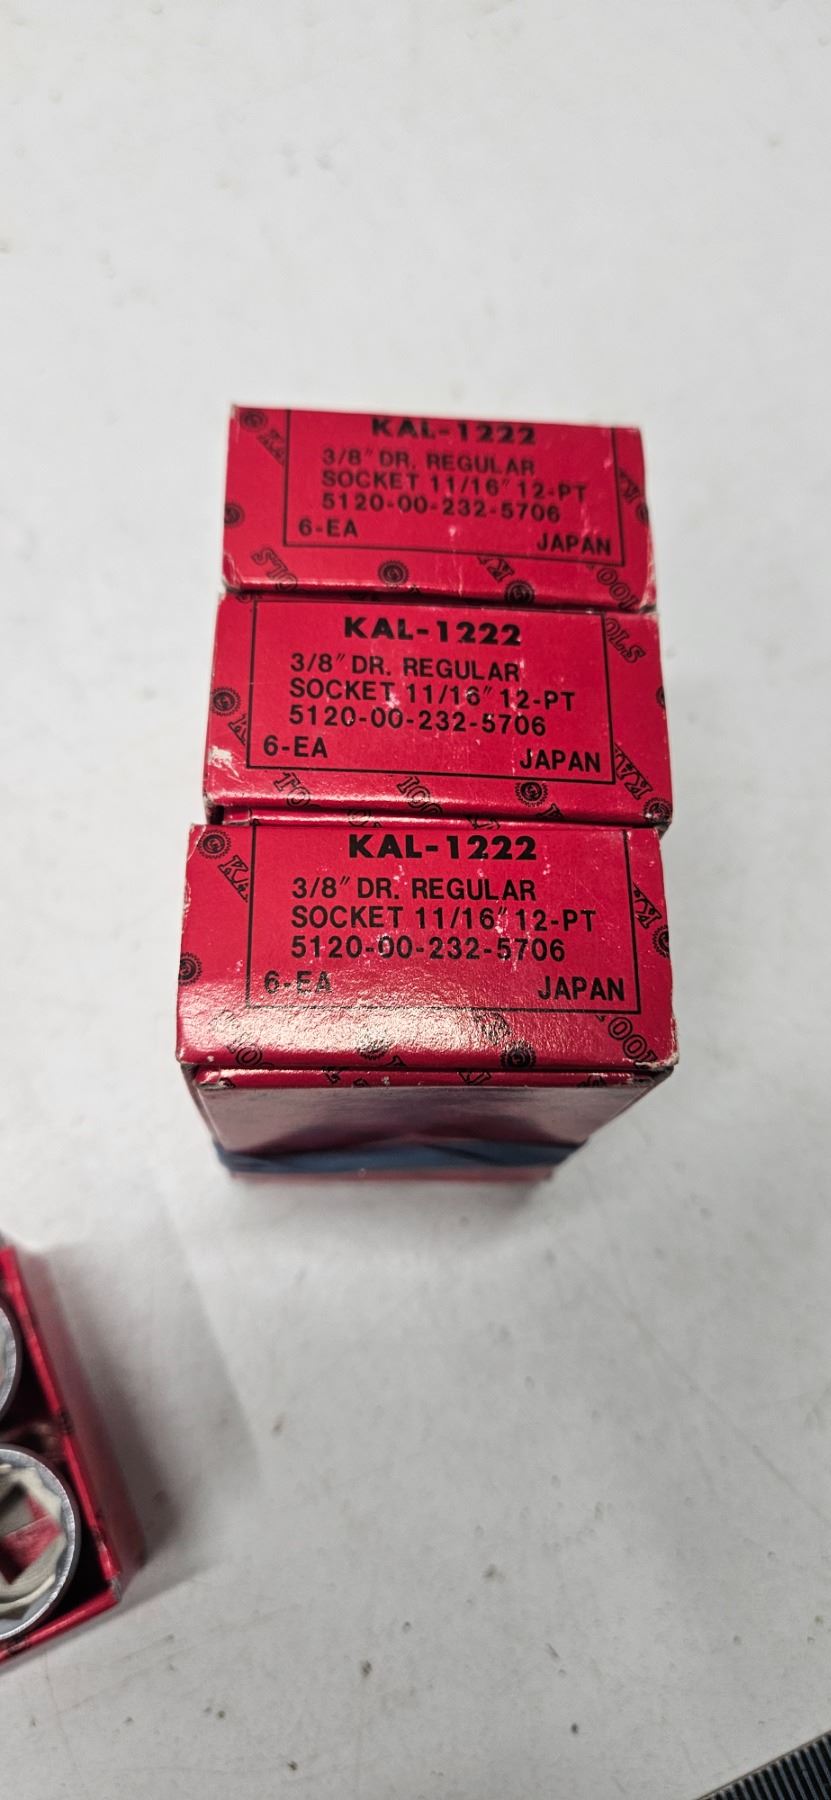 KAL-1222
3/8" DR. REGULAR
SOCKET 11/16" 12-PT
5120-00-232-5706
6-EA JAPAN
KAL-1222
3/8" DR. REGULAR
SOCKET 11/16" 12-PT
5120-00-232-5706
6-EA JAPAN
KAL-1222
3/8" DR. REGULAR
SOCKET 11/16" 12-PT
5120-00-232-5706
6-EA JAPAN